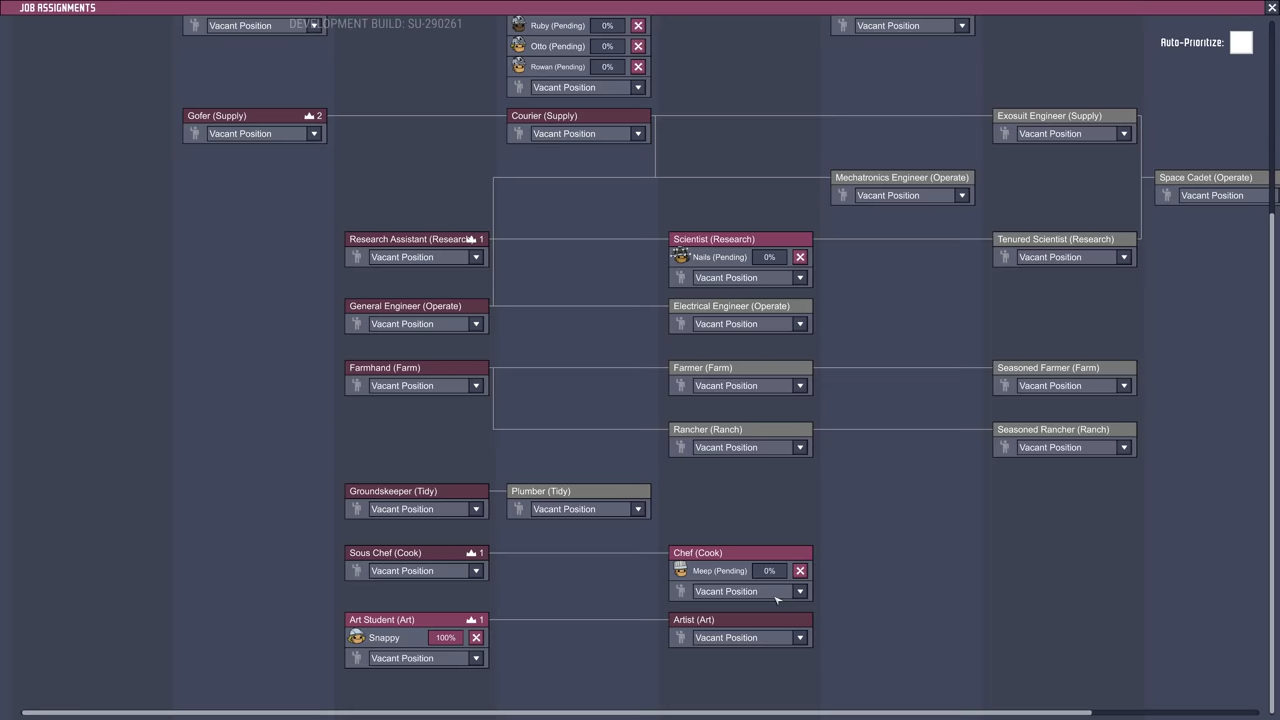 JOB ASSIGNMENTS
DEVELOPMENT BUILD: SU-290261
Auto-Prioritize:
Vacant Position
Ruby (Pending) 0%
Vacant Position
Otto (Pending) 0%
Rowan (Pending) 0%
Vacant Position
Gofer (Supply) 2
Vacant Position
Courier (Supply)
Vacant Position
Exosuit Engineer (Supply)
Vacant Position
Mechatronics Engineer (Operate)
Vacant Position
Space Cadet (Operate)
Vacant Position
Research Assistant (Research 1
Vacant Position
Scientist (Research)
Nails (Pending) 0%
Vacant Position
Tenured Scientist (Research)
Vacant Position
General Engineer (Operate)
Vacant Position
Electrical Engineer (Operate)
Vacant Position
Farmhand (Farm)
Vacant Position
Farmer (Farm)
Vacant Position
Seasoned Farmer (Farm)
Vacant Position
Rancher (Ranch)
Vacant Position
Seasoned Rancher (Ranch)
Vacant Position
Groundskeeper (Tidy)
Vacant Position
Plumber (Tidy)
Vacant Position
Sous Chef (Cook) 1
Vacant Position
Chef (Cook)
Meep (Pending) 0%
Vacant Position
Art Student (Art) 1
Snappy 100%
Vacant Position
Artist (Art)
Vacant Position